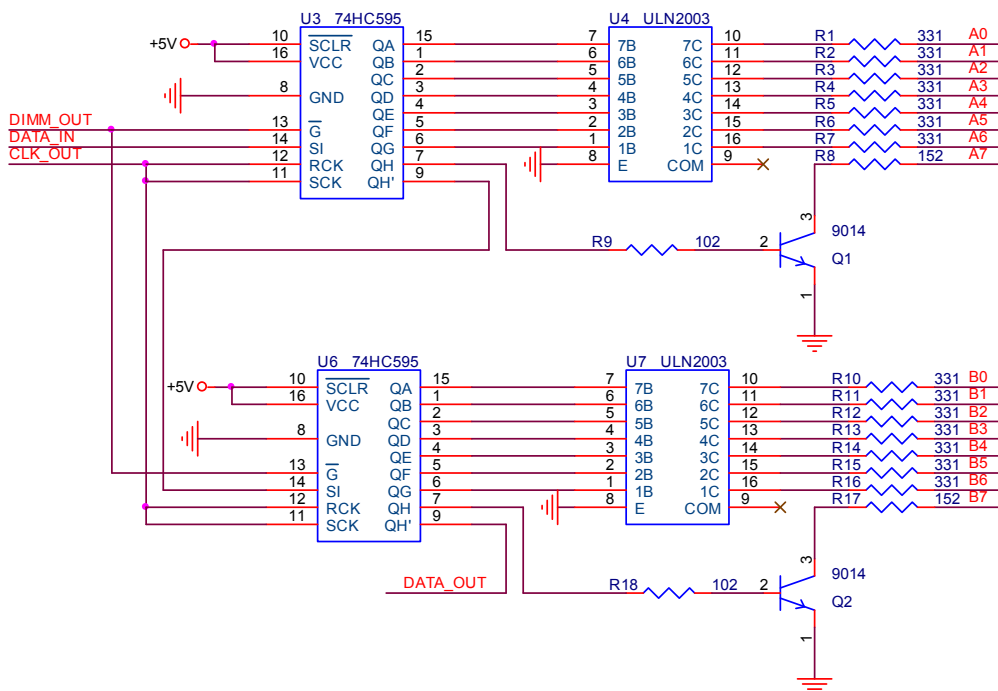 U3 74HC595
U4 ULN2003
+5V
10 SCLR QA 15
16 VCC QB 1
QC 2
8 GND QD 3
QE 4
DIMM_OUT 13 G QF 5
DATA_IN 14 SI QG 6
CLK_OUT 12 RCK QH 7
11 SCK QH' 9
7 7B 7C 10 R1 331 A0
6 6B 6C 11 R2 331 A1
5 5B 5C 12 R3 331 A2
4 4B 4C 13 R4 331 A3
3 3B 3C 14 R5 331 A4
2 2B 2C 15 R6 331 A5
1 1B 1C 16 R7 331 A6
8 E COM 9 R8 152 A7
R9 102 2 3 1 9014
Q1
U6 74HC595
U7 ULN2003
+5V
10 SCLR QA 15
16 VCC QB 1
QC 2
8 GND QD 3
QE 4
13 G QF 5
14 SI QG 6
12 RCK QH 7
11 SCK QH' 9
7 7B 7C 10 R10 331 B0
6 6B 6C 11 R11 331 B1
5 5B 5C 12 R12 331 B2
4 4B 4C 13 R13 331 B3
3 3B 3C 14 R14 331 B4
2 2B 2C 15 R15 331 B5
1 1B 1C 16 R16 331 B6
8 E COM 9 R17 152 B7
DATA_OUT
R18 102 2 3 1 9014
Q2